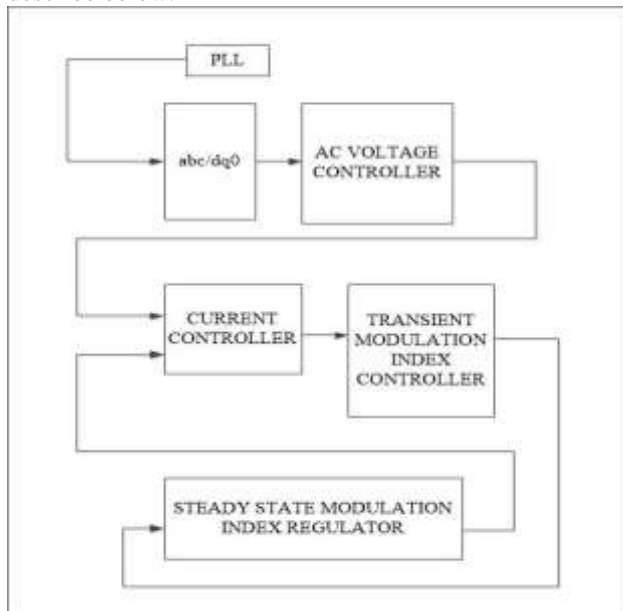 PLL
abc/dq0
AC VOLTAGE
CONTROLLER
CURRENT
CONTROLLER
TRANSIENT
MODULATION
INDEX
CONTROLLER
STEADY STATE MODULATION
INDEX REGULATOR